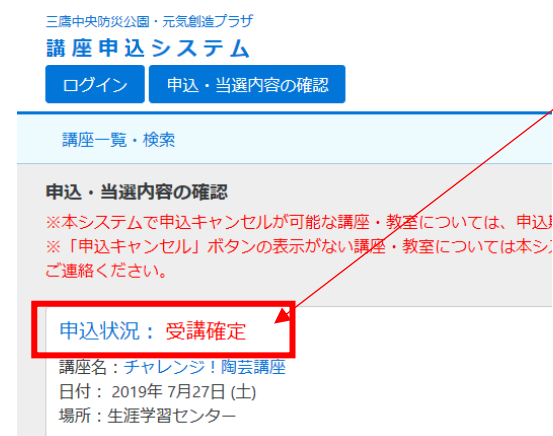 三鷹中央防災公園・元気創造プラザ
講座申込システム
ログイン 申込・当選内容の確認
講座一覧・検索
申込・当選内容の確認
※本システムで申込キャンセルが可能な講座・教室については、申込
※「申込キャンセル」ボタンの表示がない講座・教室については本シ
ご連絡ください。
申込状況： 受講確定
講座名：チャレンジ！陶芸講座
日付： 2019年 7月27日 (土)
場所：生涯学習センター